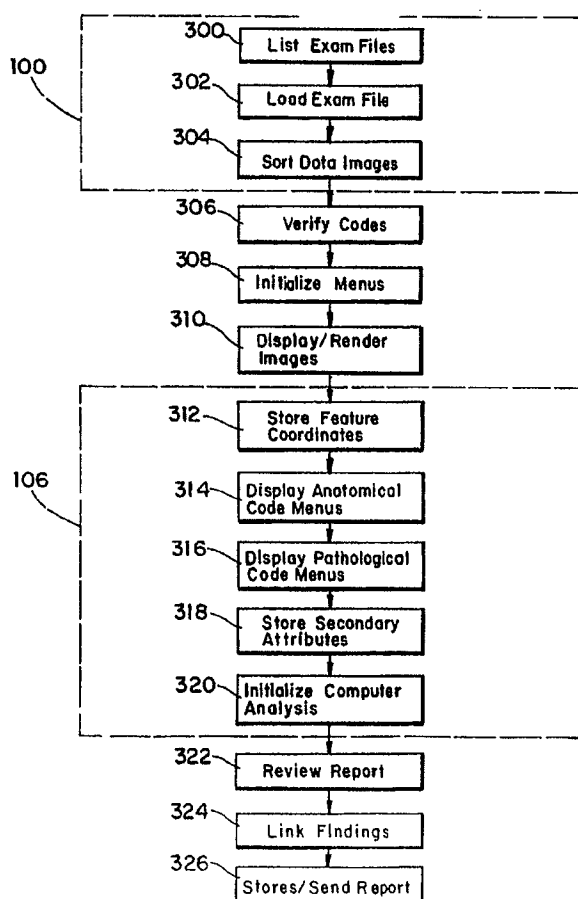 300
List Exam Files
100
302
Load Exam File
304
Sort Data Images
306
Verify Codes
308
Initialize Menus
310
Display/Render
Images
312
Store Feature
Coordinates
106
314
Display Anatomical
Code Menus
316
Display Pathological
Code Menus
318
Store Secondary
Attributes
320
Initialize Computer
Analysis
322
Review Report
324
Link Findings
326
Stores/Send Report